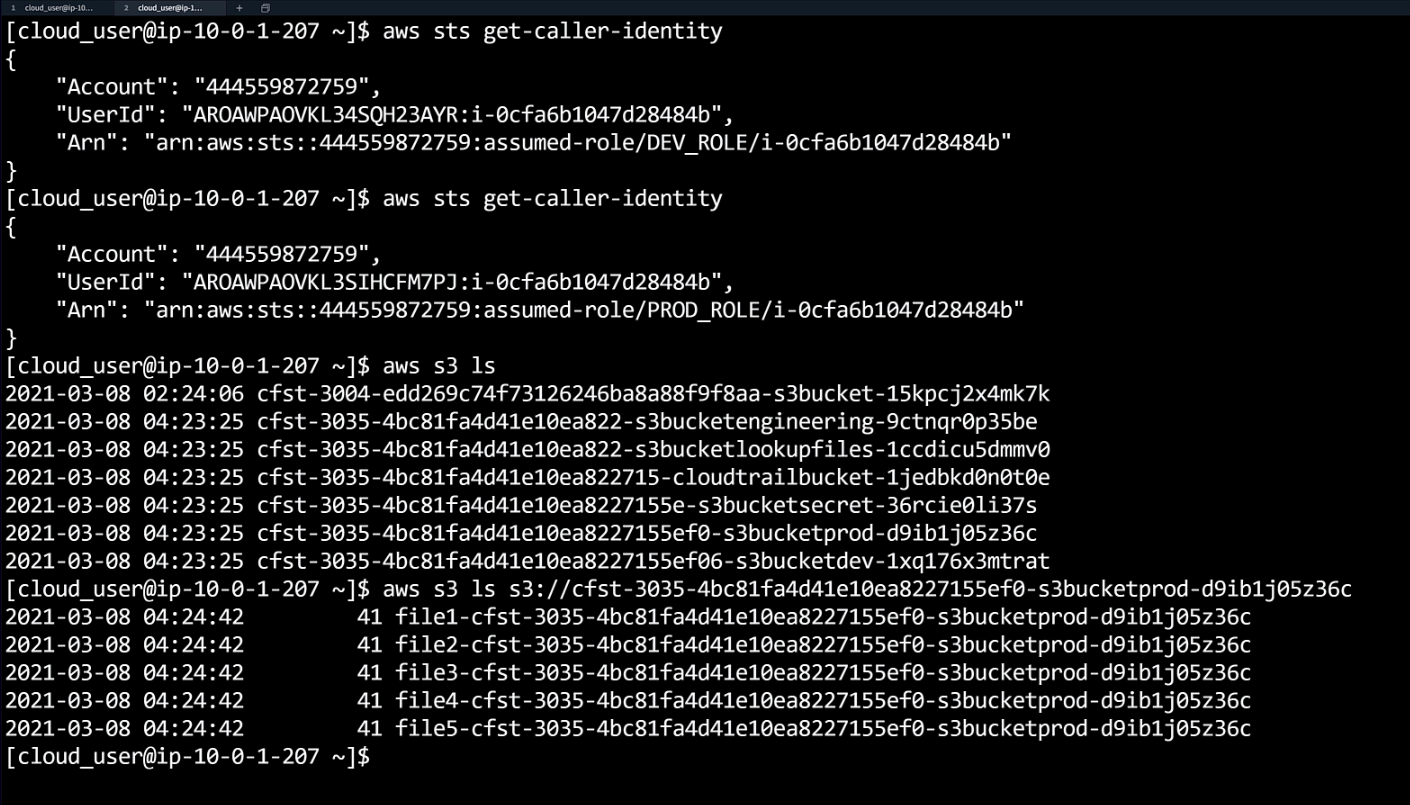 1 cloud_user@ip-10... 2 cloud_user@ip-1... +
[cloud_user@ip-10-0-1-207 ~]$ aws sts get-caller-identity
{
    "Account": "444559872759",
    "UserId": "AROAWPAOVKL34SQH23AYR:i-0cfa6b1047d28484b",
    "Arn": "arn:aws:sts::444559872759:assumed-role/DEV_ROLE/i-0cfa6b1047d28484b"
}
[cloud_user@ip-10-0-1-207 ~]$ aws sts get-caller-identity
{
    "Account": "444559872759",
    "UserId": "AROAWPAOVKL3SIHCFM7PJ:i-0cfa6b1047d28484b",
    "Arn": "arn:aws:sts::444559872759:assumed-role/PROD_ROLE/i-0cfa6b1047d28484b"
}
[cloud_user@ip-10-0-1-207 ~]$ aws s3 ls
2021-03-08 02:24:06 cfst-3004-edd269c74f73126246ba8a88f9f8aa-s3bucket-15kpcj2x4mk7k
2021-03-08 04:23:25 cfst-3035-4bc81fa4d41e10ea822-s3bucketengineering-9ctnqr0p35be
2021-03-08 04:23:25 cfst-3035-4bc81fa4d41e10ea822-s3bucketlookupfiles-1ccdicu5dmmv0
2021-03-08 04:23:25 cfst-3035-4bc81fa4d41e10ea822715-cloudtrailbucket-1jedbkd0n0t0e
2021-03-08 04:23:25 cfst-3035-4bc81fa4d41e10ea8227155e-s3bucketsecret-36rcie0li37s
2021-03-08 04:23:25 cfst-3035-4bc81fa4d41e10ea8227155ef0-s3bucketprod-d9ib1j05z36c
2021-03-08 04:23:25 cfst-3035-4bc81fa4d41e10ea8227155ef06-s3bucketdev-1xq176x3mtrat
[cloud_user@ip-10-0-1-207 ~]$ aws s3 ls s3://cfst-3035-4bc81fa4d41e10ea8227155ef0-s3bucketprod-d9ib1j05z36c
2021-03-08 04:24:42         41 file1-cfst-3035-4bc81fa4d41e10ea8227155ef0-s3bucketprod-d9ib1j05z36c
2021-03-08 04:24:42         41 file2-cfst-3035-4bc81fa4d41e10ea8227155ef0-s3bucketprod-d9ib1j05z36c
2021-03-08 04:24:42         41 file3-cfst-3035-4bc81fa4d41e10ea8227155ef0-s3bucketprod-d9ib1j05z36c
2021-03-08 04:24:42         41 file4-cfst-3035-4bc81fa4d41e10ea8227155ef0-s3bucketprod-d9ib1j05z36c
2021-03-08 04:24:42         41 file5-cfst-3035-4bc81fa4d41e10ea8227155ef0-s3bucketprod-d9ib1j05z36c
[cloud_user@ip-10-0-1-207 ~]$